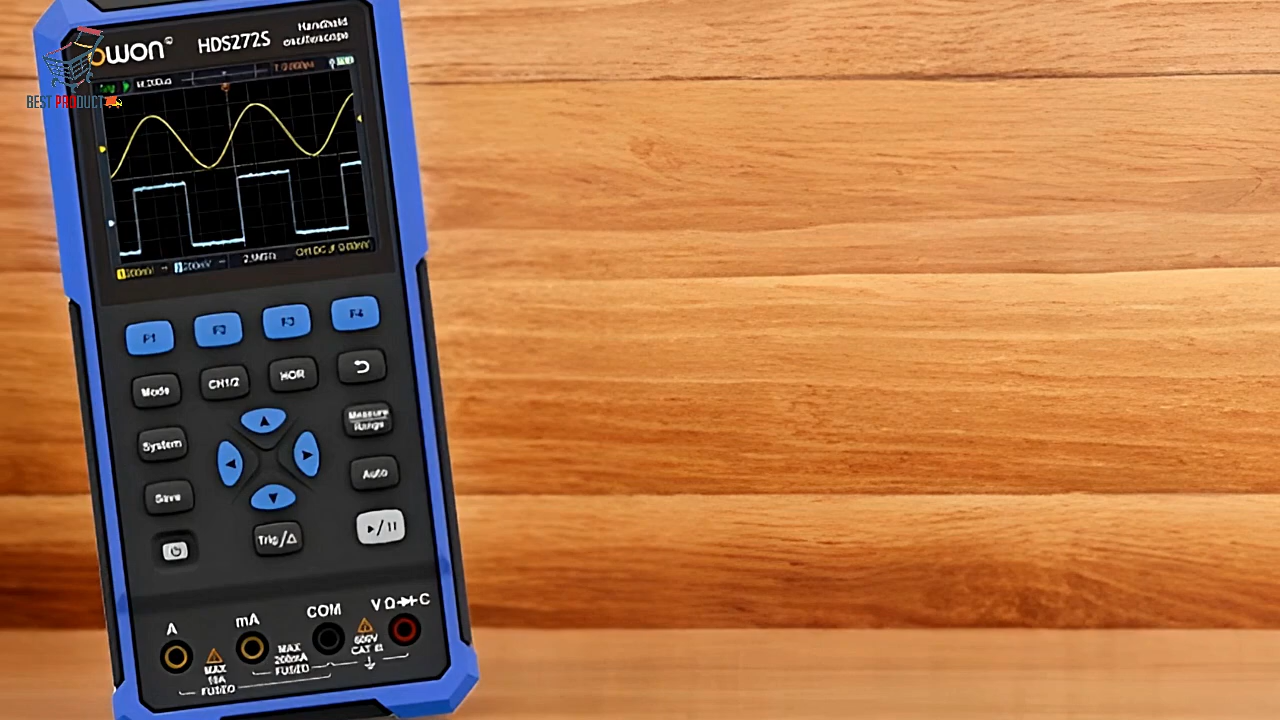 owon
HDS272S
Handheld
oscilloscope
BEST PRODUCT
F1 F2 F3 F4
Mode CH1/2 HOR
Measure
Range
System
Auto
Save
Trig/△
A mA COM VΩ C
MAX
10A
FUSED
MAX
200mA
FUSED
600V
CAT III